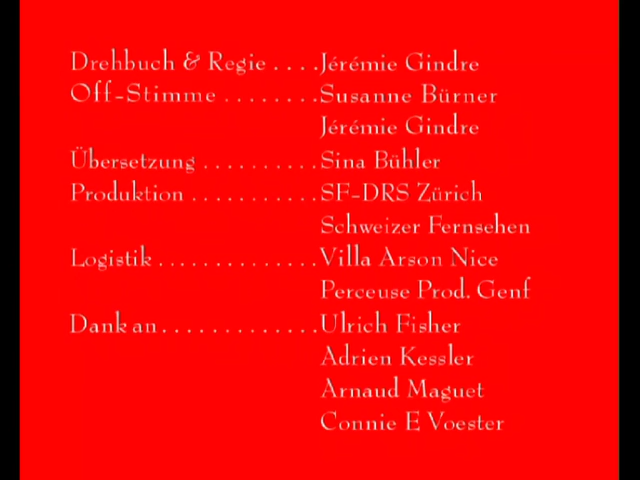 Drehbuch & Regie ....Jérémie Gindre
Off-Stimme ........Susanne Bürner
Jérémie Gindre
Übersetzung ..........Sina Bühler
Produktion ...........SF-DRS Zürich
Schweizer Fernsehen
Logistik ..............Villa Arson Nice
Perceuse Prod. Genf
Dank an .............Ulrich Fisher
Adrien Kessler
Arnaud Maguet
Connie E Voester